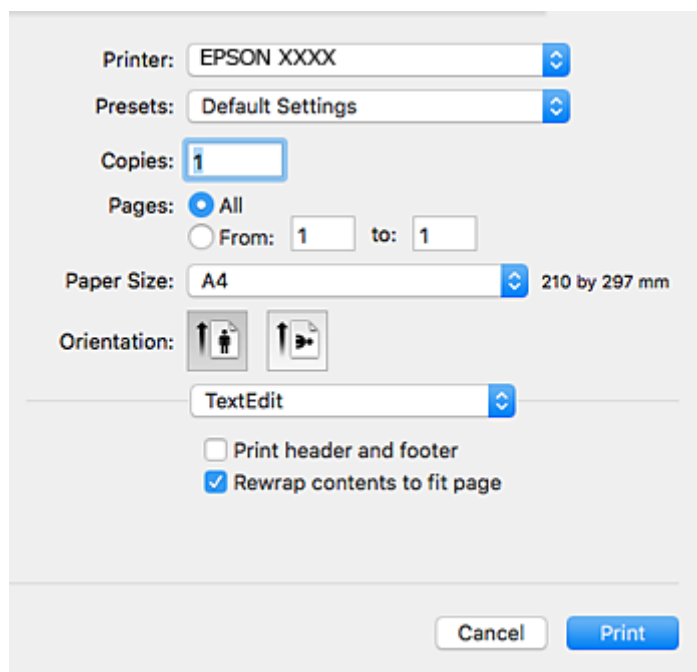 Printer: EPSON XXXX
Presets: Default Settings
Copies: 1
Pages: All
From: 1 to: 1
Paper Size: A4 210 by 297 mm
Orientation:
TextEdit
Print header and footer
Rewrap contents to fit page
Cancel Print